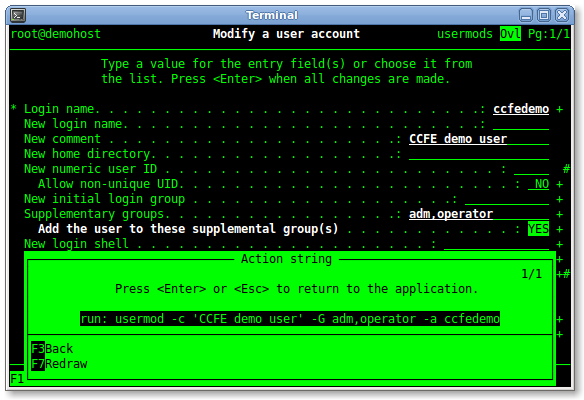 Terminal
root@demohost Modify a user account usermods Ovl Pg:1/1
Type a value for the entry field(s) or choose it from
the list. Press <Enter> when all changes are made.
* Login name. . . . . . . . . . . . . . . . . . . . . . . . . . . .: ccfedemo +
New login name. . . . . . . . . . . . . . . . . . . . . . . . . .:
New comment . . . . . . . . . . . . . . . . . . . .: CCFE demo user
New home directory. . . . . . . . . . . . . . . . .:
New numeric user ID . . . . . . . . . . . . . . . . . . . . . . . . : #
Allow non-unique UID. . . . . . . . . . . . . . . . . . . . . . . . : NO +
New initial login group . . . . . . . . . . . . . . . . . . . : +
Supplementary groups. . . . . . . . . . . . . . . .: adm,operator +
Add the user to these supplemental group(s) . . . . . . . . . . . . : YES +
New login shell . . . . . . . . . . . . . . . . . . . . . : +
Action string +
1/1 +#
Press <Enter> or <Esc> to return to the application.
run: usermod -c 'CCFE demo user' -G adm,operator -a ccfedemo +
+
F3Back
F7Redraw
F1